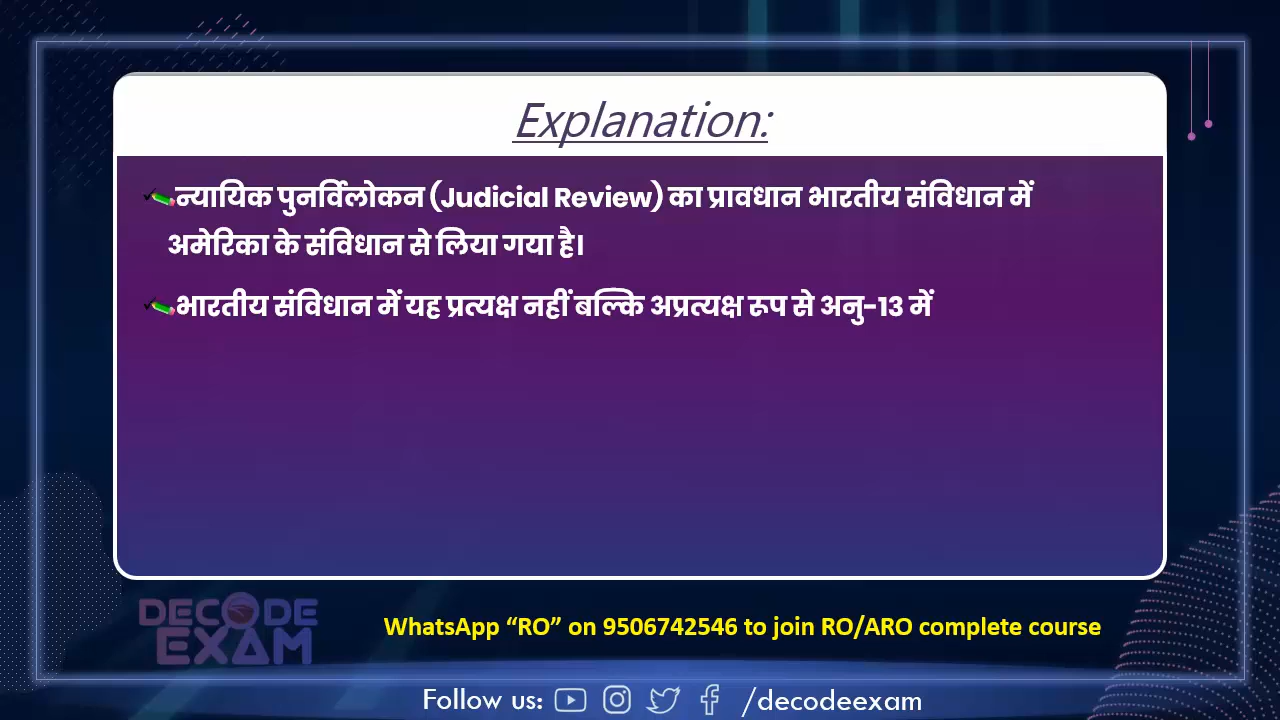 Explanation:
न्यायिक पुनर्विलोकन (Judicial Review) का प्रावधान भारतीय संविधान में
अमेरिका के संविधान से लिया गया है।
भारतीय संविधान में यह प्रत्यक्ष नहीं बल्कि अप्रत्यक्ष रूप से अनु-13 में
DECODE
EXAM
WhatsApp “RO” on 9506742546 to join RO/ARO complete course
Follow us: /decodeexam